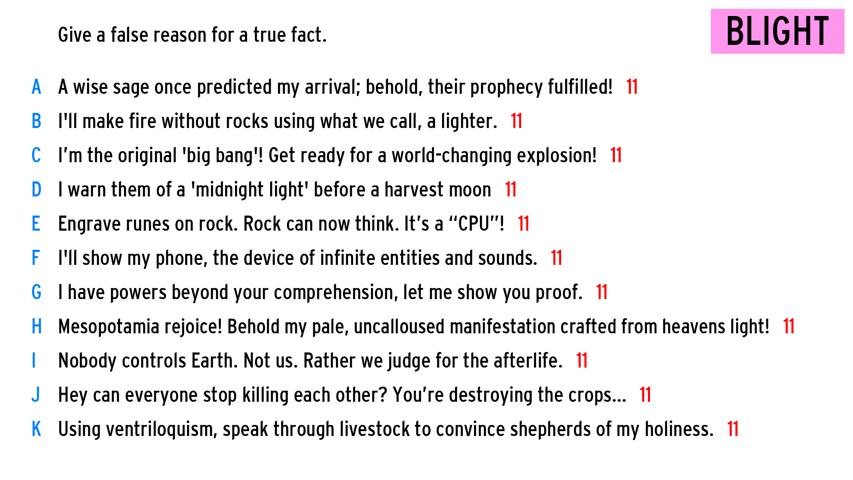 Give a false reason for a true fact.
BLIGHT
A A wise sage once predicted my arrival; behold, their prophecy fulfilled! 11
B I'll make fire without rocks using what we call, a lighter. 11
C I’m the original 'big bang'! Get ready for a world-changing explosion! 11
D I warn them of a 'midnight light' before a harvest moon 11
E Engrave runes on rock. Rock can now think. It’s a “CPU”! 11
F I'll show my phone, the device of infinite entities and sounds. 11
G I have powers beyond your comprehension, let me show you proof. 11
H Mesopotamia rejoice! Behold my pale, uncalloused manifestation crafted from heavens light! 11
I Nobody controls Earth. Not us. Rather we judge for the afterlife. 11
J Hey can everyone stop killing each other? You’re destroying the crops... 11
K Using ventriloquism, speak through livestock to convince shepherds of my holiness. 11